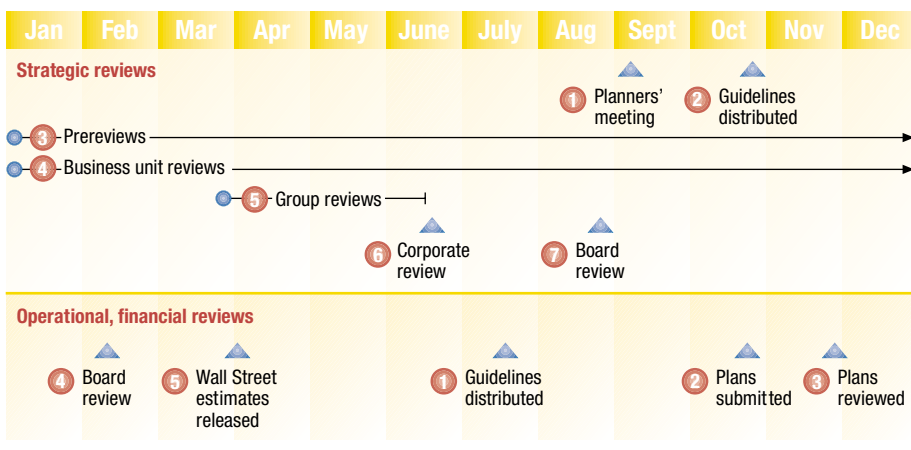 Jan Feb Mar Apr May June July Aug Sept Oct Nov Dec
Strategic reviews
1 Planners’
meeting
2 Guidelines
distributed
3 Prereviews
4 Business unit reviews
5 Group reviews
6 Corporate
review
7 Board
review
Operational, financial reviews
4 Board
review
5 Wall Street
estimates
released
1 Guidelines
distributed
2 Plans
submitted
3 Plans
reviewed